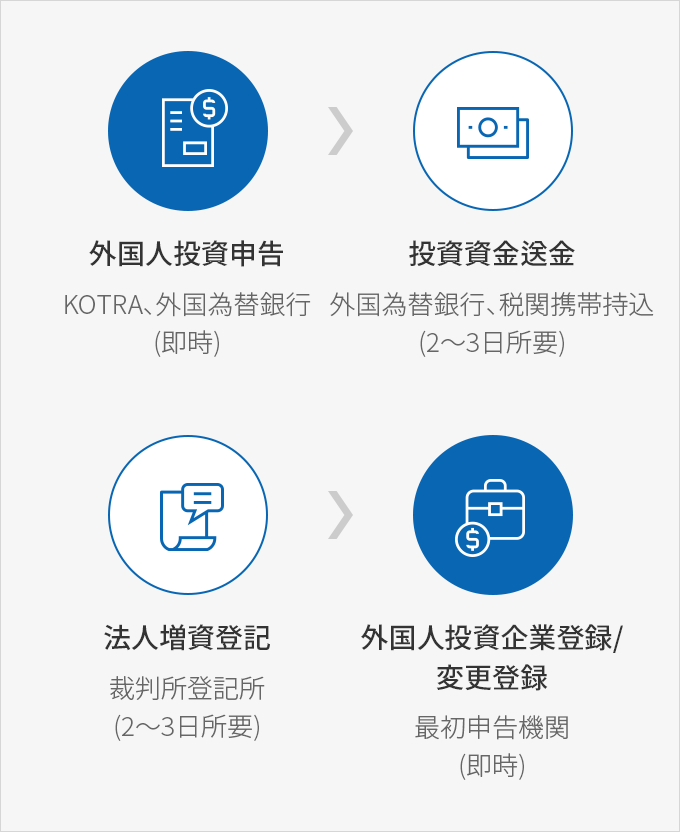 外国人投資申告
KOTRA、外国為替銀行
(即時)
投資資金送金
外国為替銀行、税関携帯持込
(2〜3日所要)
法人増資登記
裁判所登記所
(2〜3日所要)
外国人投資企業登録/
変更登録
最初申告機関
(即時)